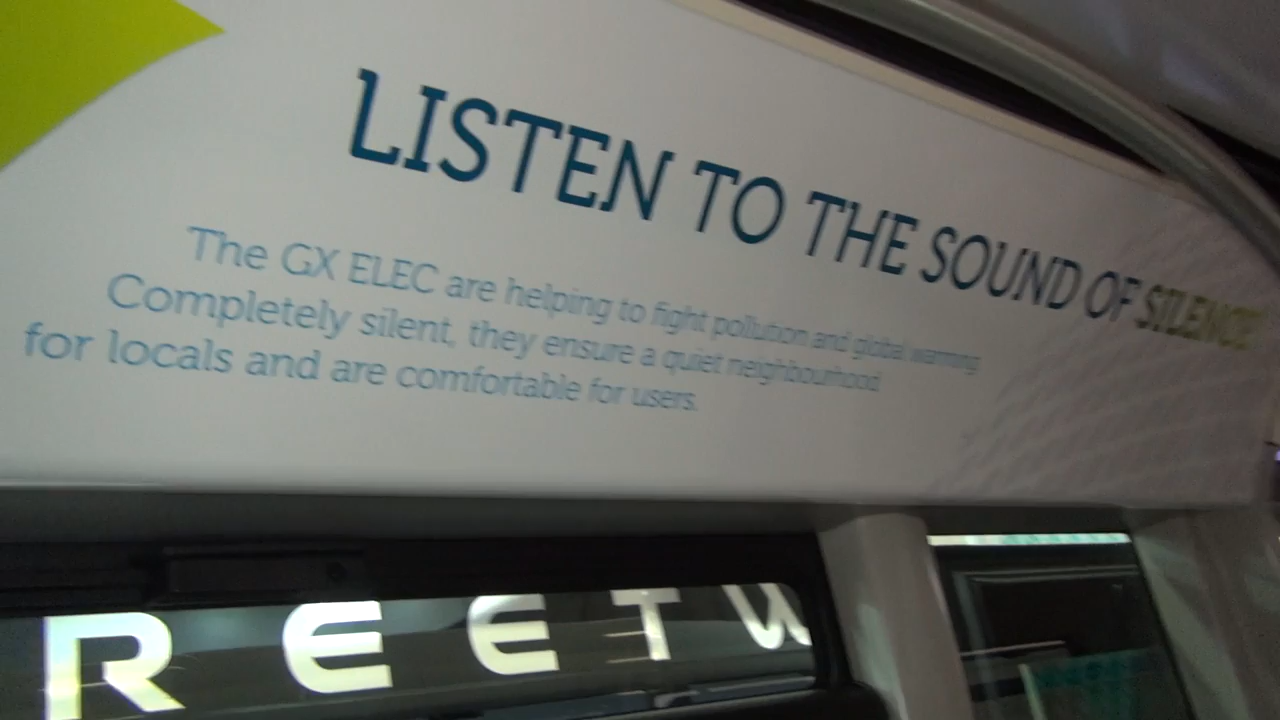 LISTEN TO THE SOUND OF SILENCE
The GX ELEC are helping to fight pollution and global warming
Completely silent, they ensure a quiet neighbourhood
for locals and are comfortable for users.
REETW